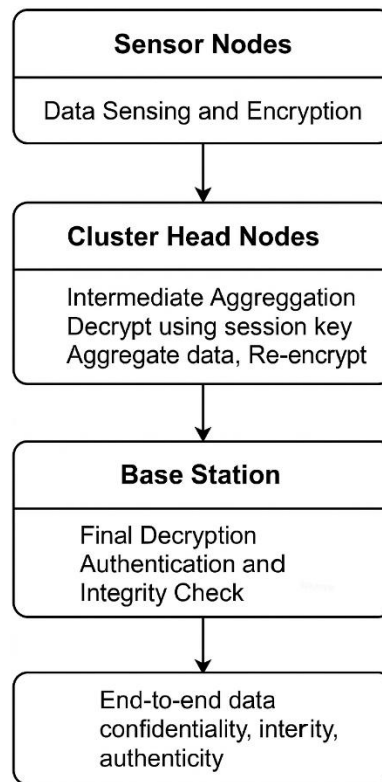 Sensor Nodes
Data Sensing and Encryption
Cluster Head Nodes
Intermediate Aggreggation
Decrypt using session key
Aggregate data, Re-encrypt
Base Station
Final Decryption
Authentication and
Integrity Check
End-to-end data
confidentiality, interity,
authenticity